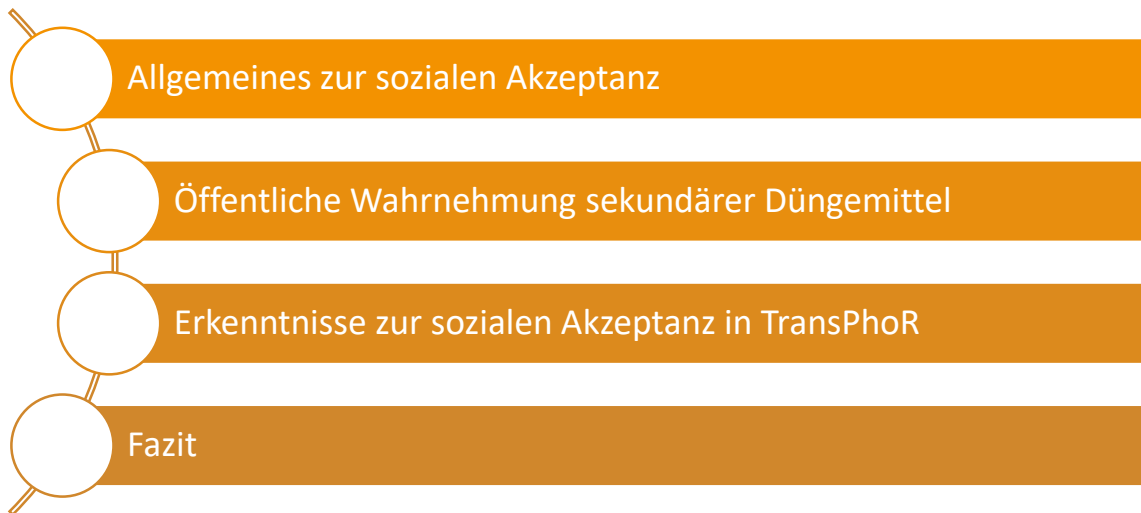 Allgemeines zur sozialen Akzeptanz
Öffentliche Wahrnehmung sekundärer Düngemittel
Erkenntnisse zur sozialen Akzeptanz in TransPhoR
Fazit